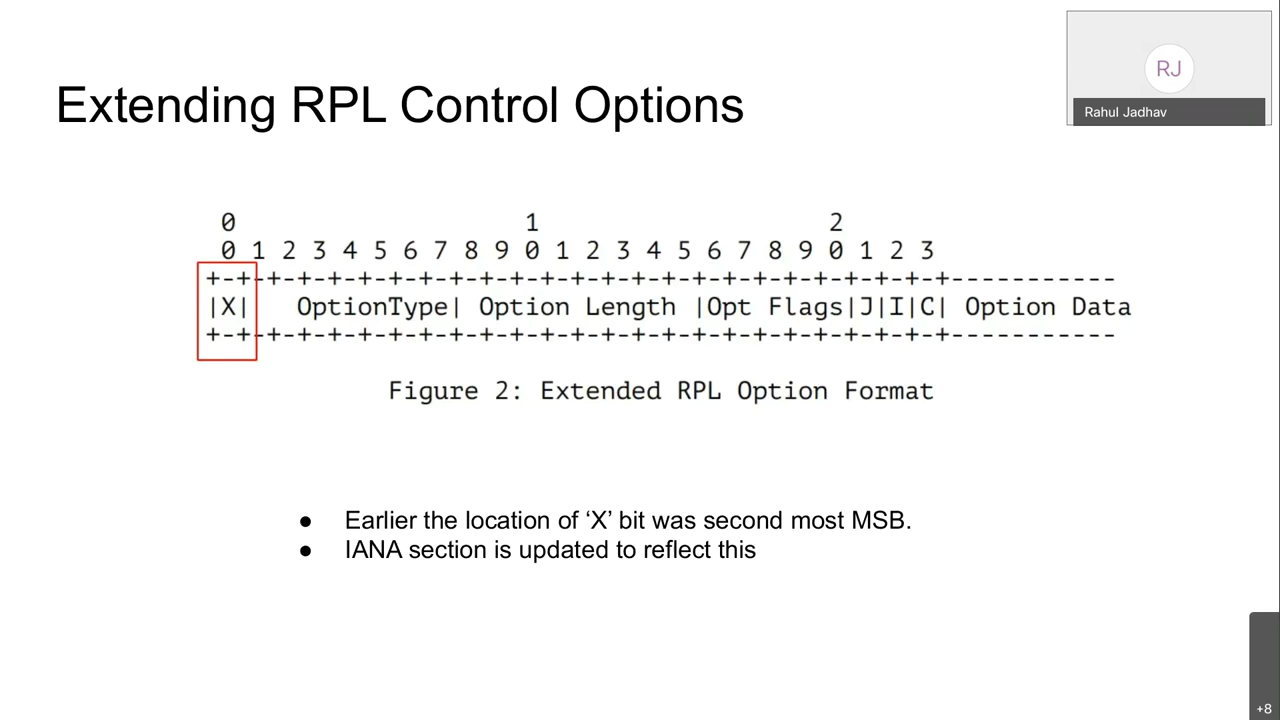 Extending RPL Control Options
RJ
Rahul Jadhav
0 1 2
0 1 2 3 4 5 6 7 8 9 0 1 2 3 4 5 6 7 8 9 0 1 2 3
+-+-+-+-+-+-+-+-+-+-+-+-+-+-+-+-+-+-+-+-+-+-+-+-+-----------
|X| OptionType| Option Length |Opt Flags|J|I|C| Option Data
+-+-+-+-+-+-+-+-+-+-+-+-+-+-+-+-+-+-+-+-+-+-+-+-+-----------
Figure 2: Extended RPL Option Format
● Earlier the location of ‘X’ bit was second most MSB.
● IANA section is updated to reflect this
+8